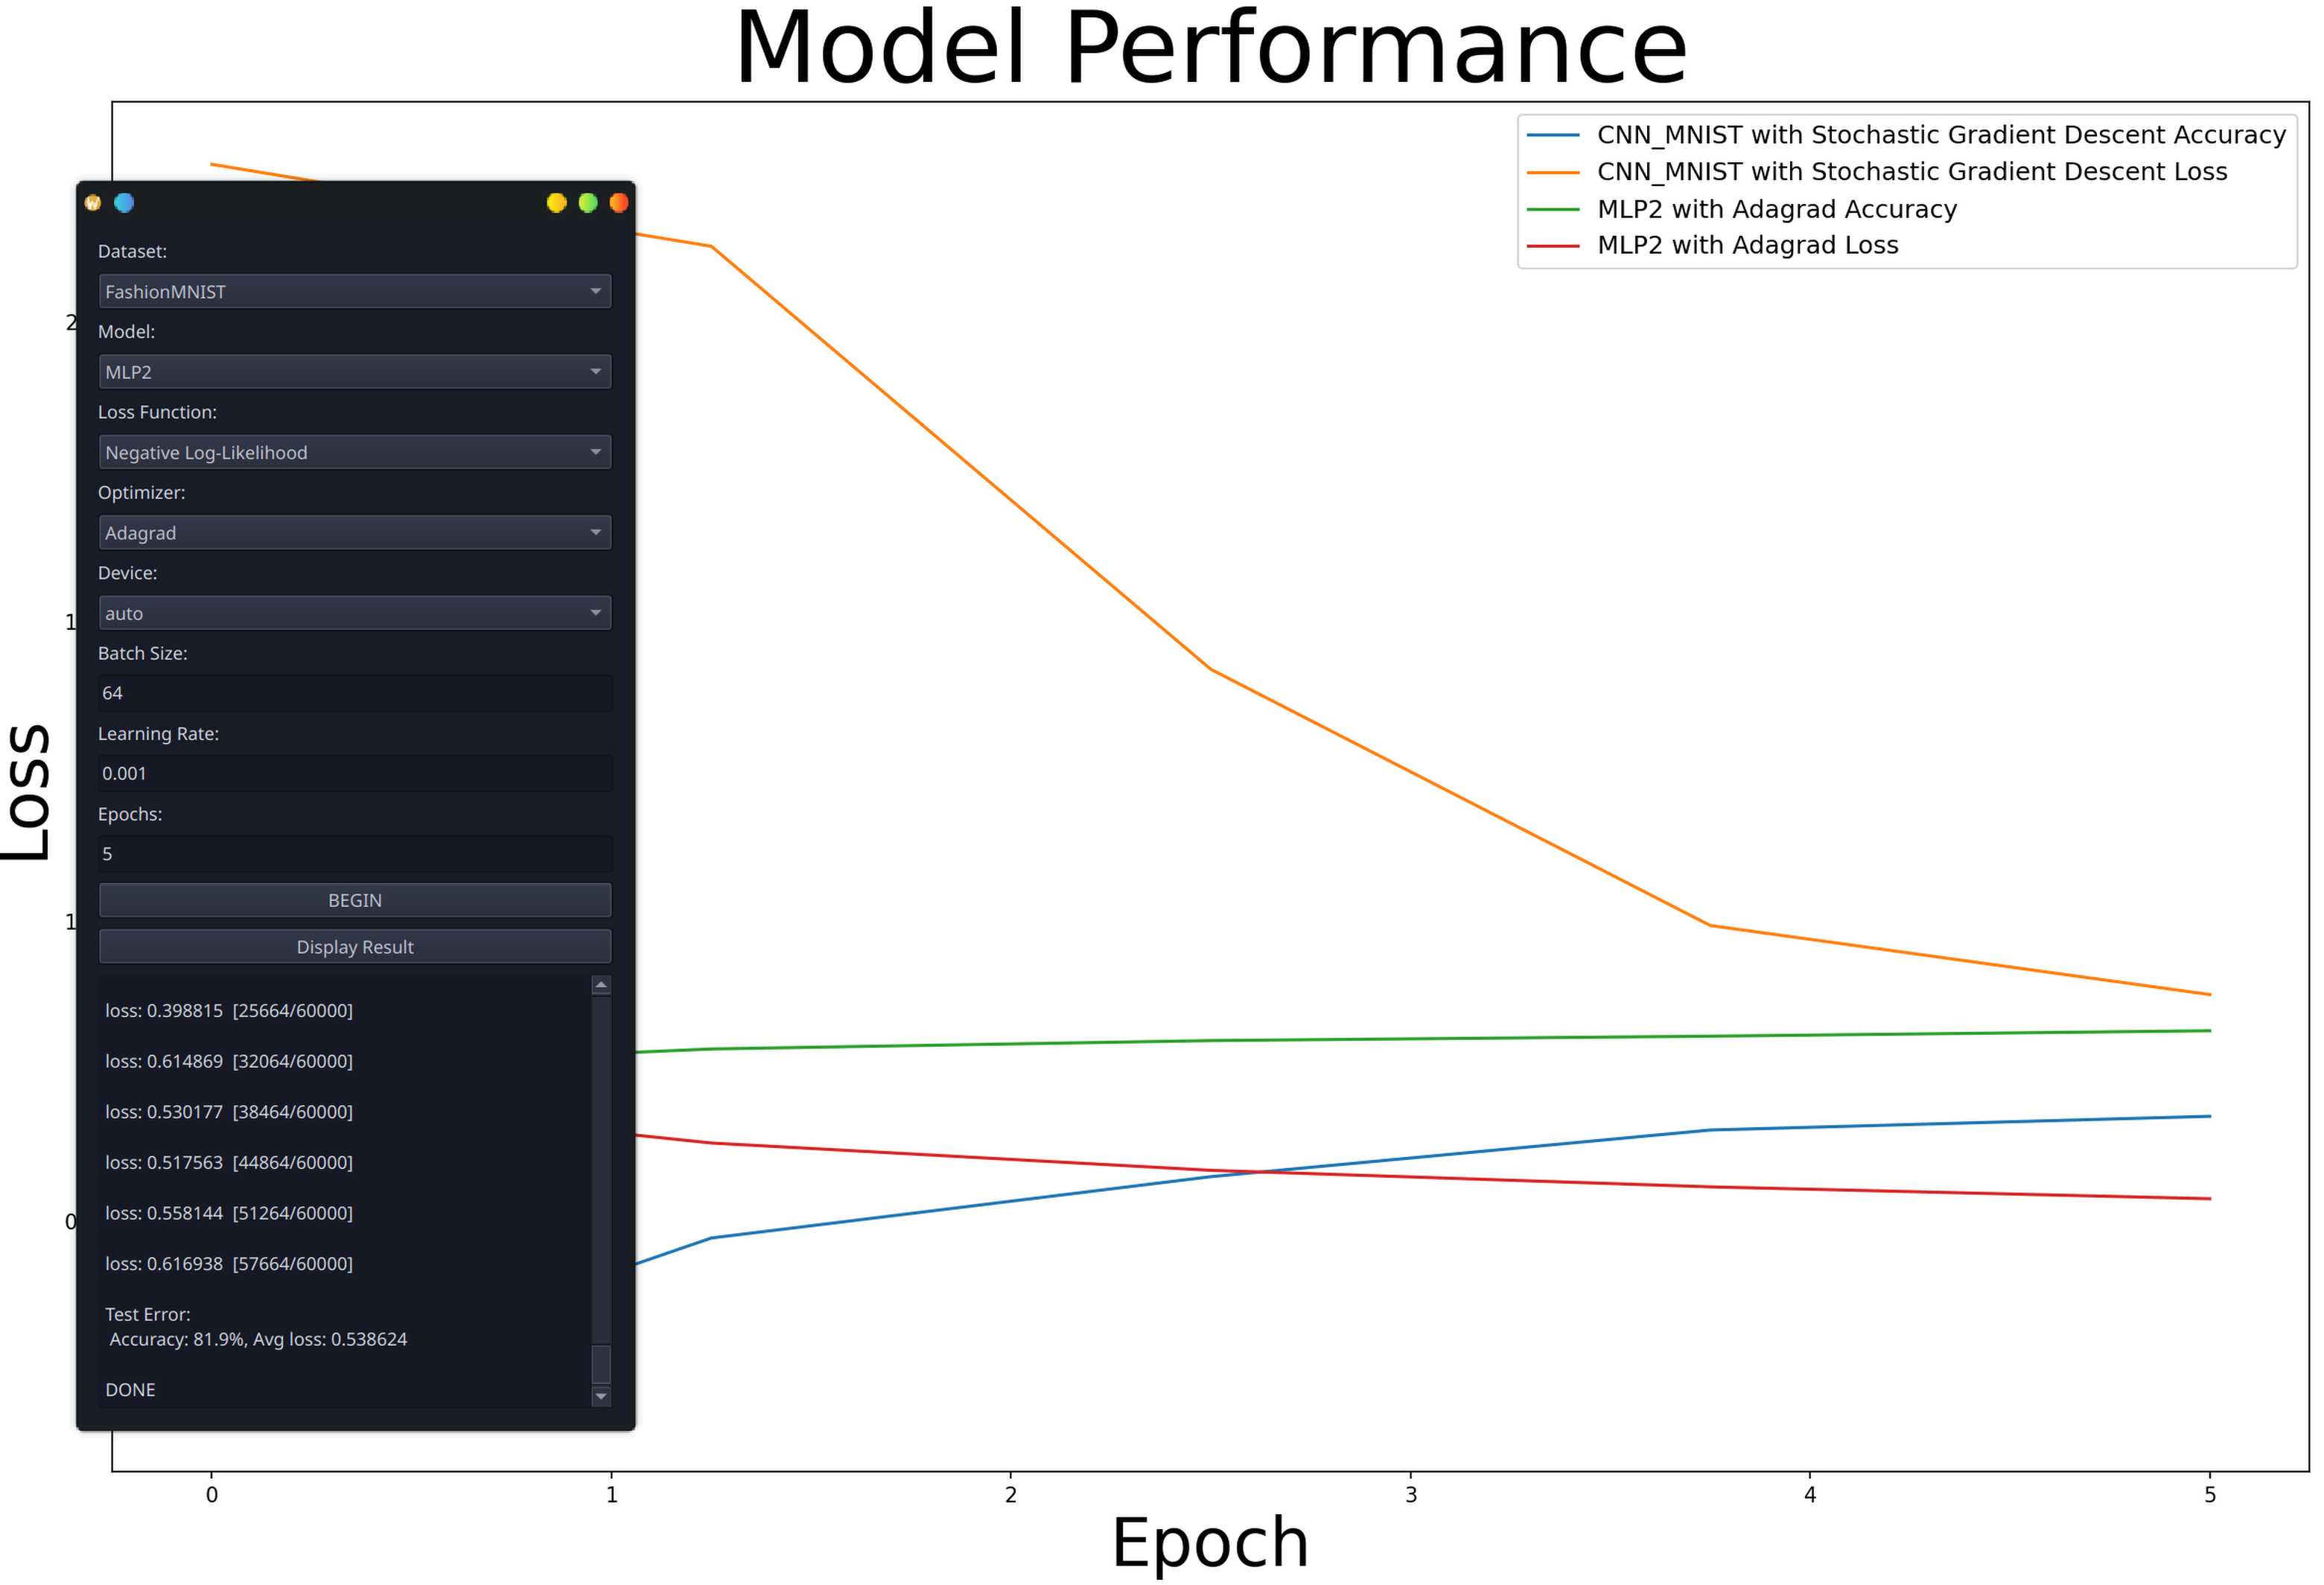 Model Performance
CNN_MNIST with Stochastic Gradient Descent Accuracy
CNN_MNIST with Stochastic Gradient Descent Loss
MLP2 with Adagrad Accuracy
MLP2 with Adagrad Loss
W
Dataset:
FashionMNIST
Model:
MLP2
Loss Function:
Negative Log-Likelihood
Optimizer:
Adagrad
Device:
auto
Batch Size:
64
Learning Rate:
0.001
Epochs:
5
BEGIN
Display Result
loss: 0.398815 [25664/60000]
loss: 0.614869 [32064/60000]
loss: 0.530177 [38464/60000]
loss: 0.517563 [44864/60000]
loss: 0.558144 [51264/60000]
loss: 0.616938 [57664/60000]
Test Error:
Accuracy: 81.9%, Avg loss: 0.538624
DONE
Loss
2
1
1
0
0 1 2 3 4 5
Epoch